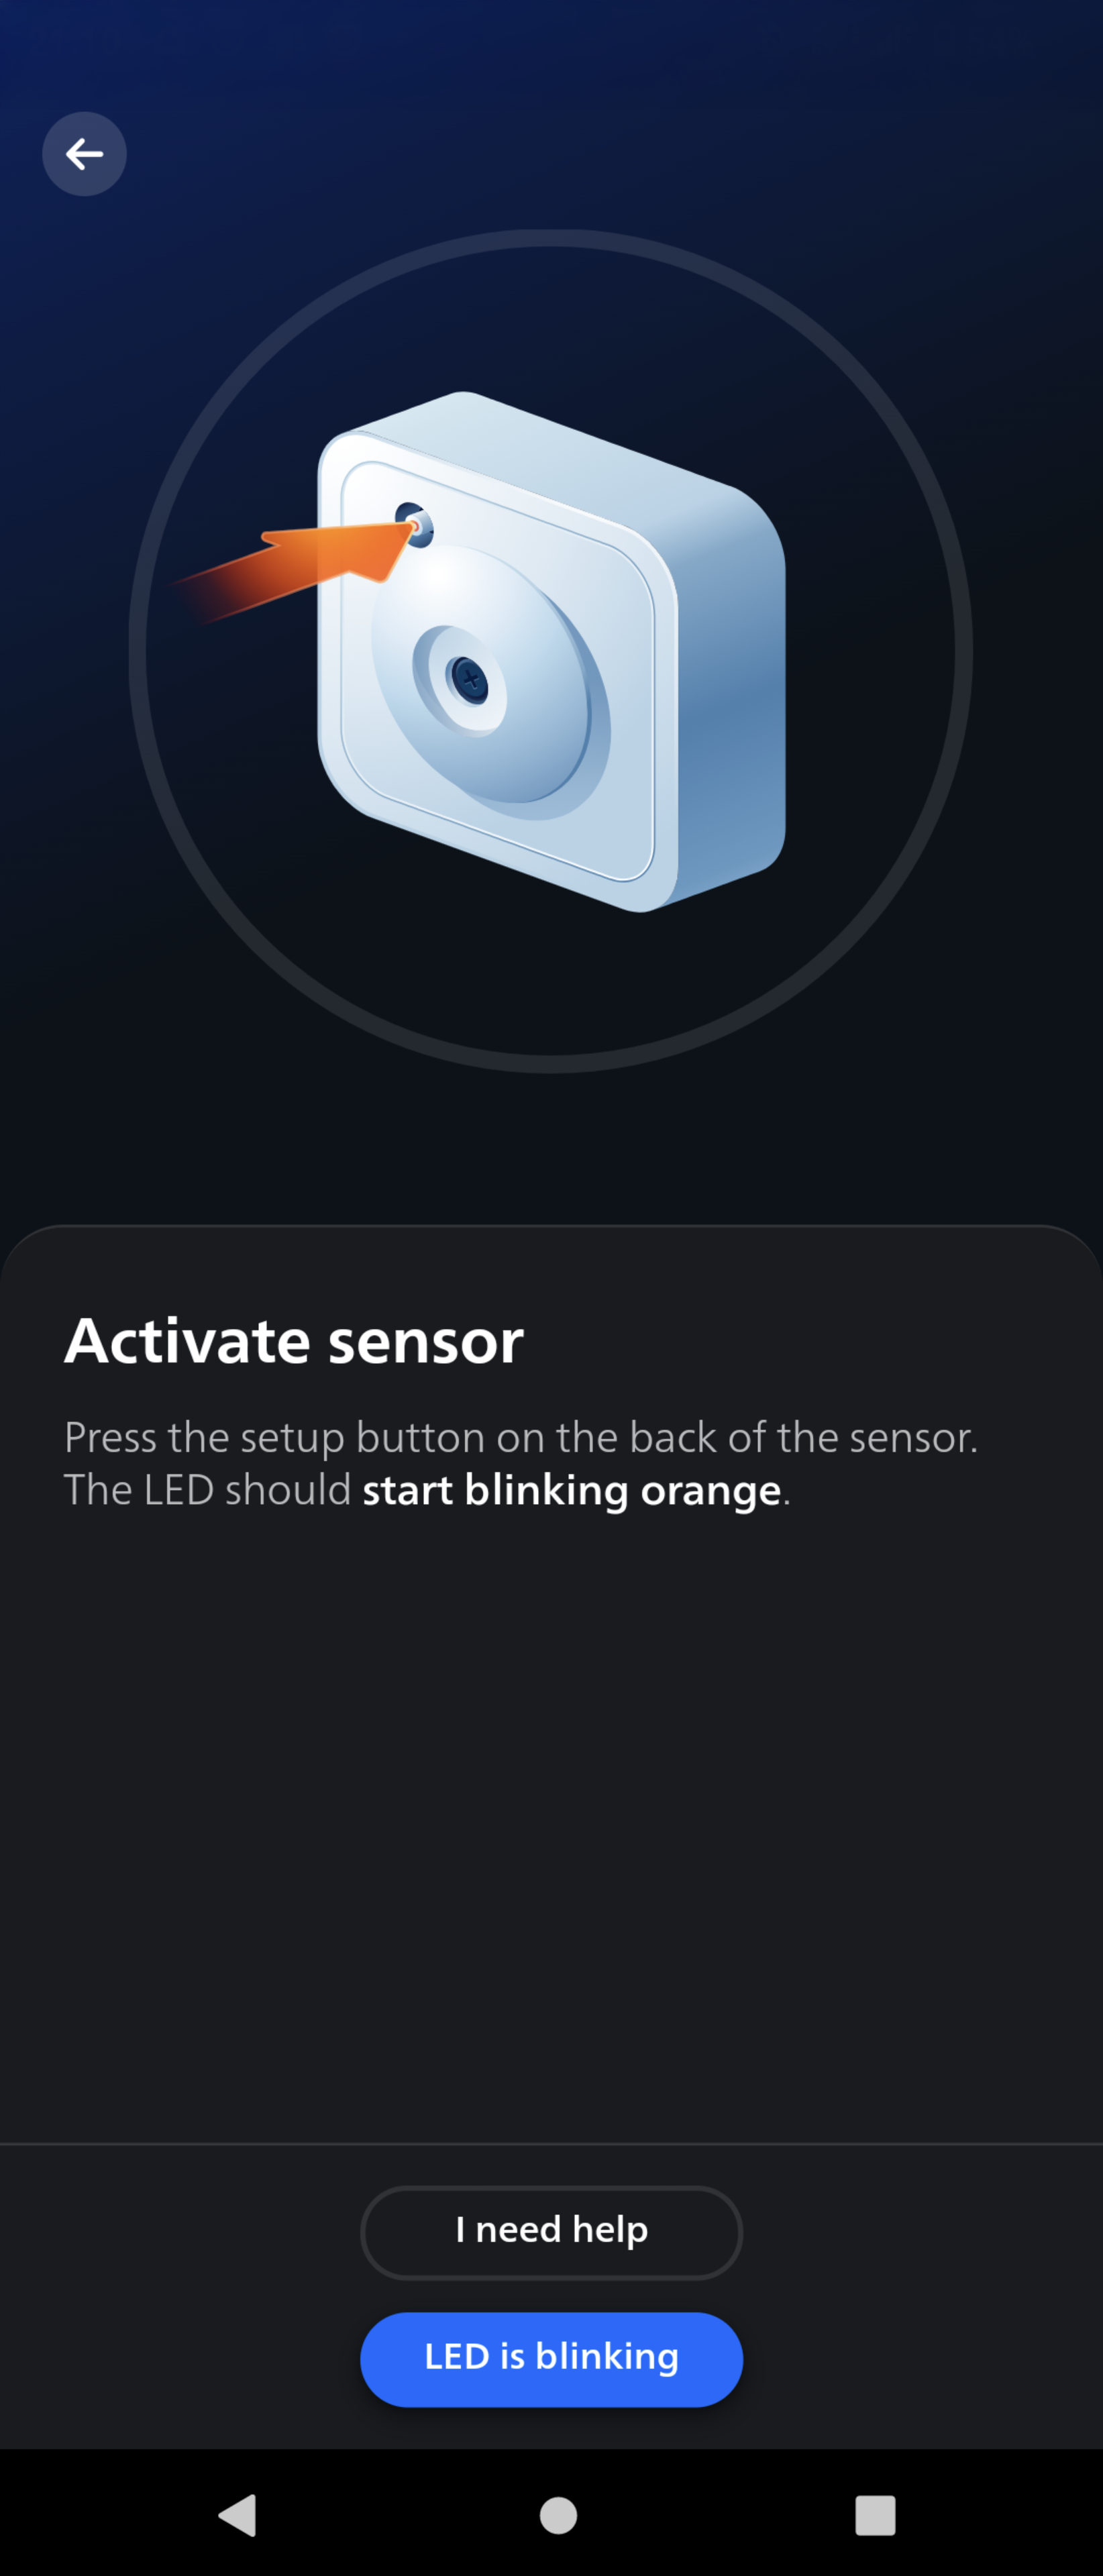 Activate sensor
Press the setup button on the back of the sensor.
The LED should start blinking orange.
I need help
LED is blinking